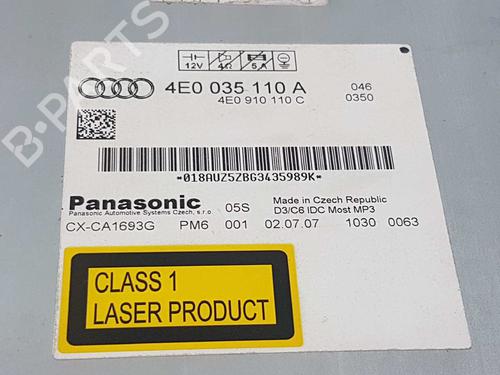 12V 4Ω 5A
4E0 035 110 A 046
4E0 910 110 C 0350
*018AUZ5ZBG3435989K*
Panasonic 05S Made in Czech Republic
Panasonic Automotive Systems Czech, s.r.o. D3/C6 IDC Most MP3
CX-CA1693G PM6 001 02.07.07 1030 0063
CLASS 1
LASER PRODUCT
B-PARTS